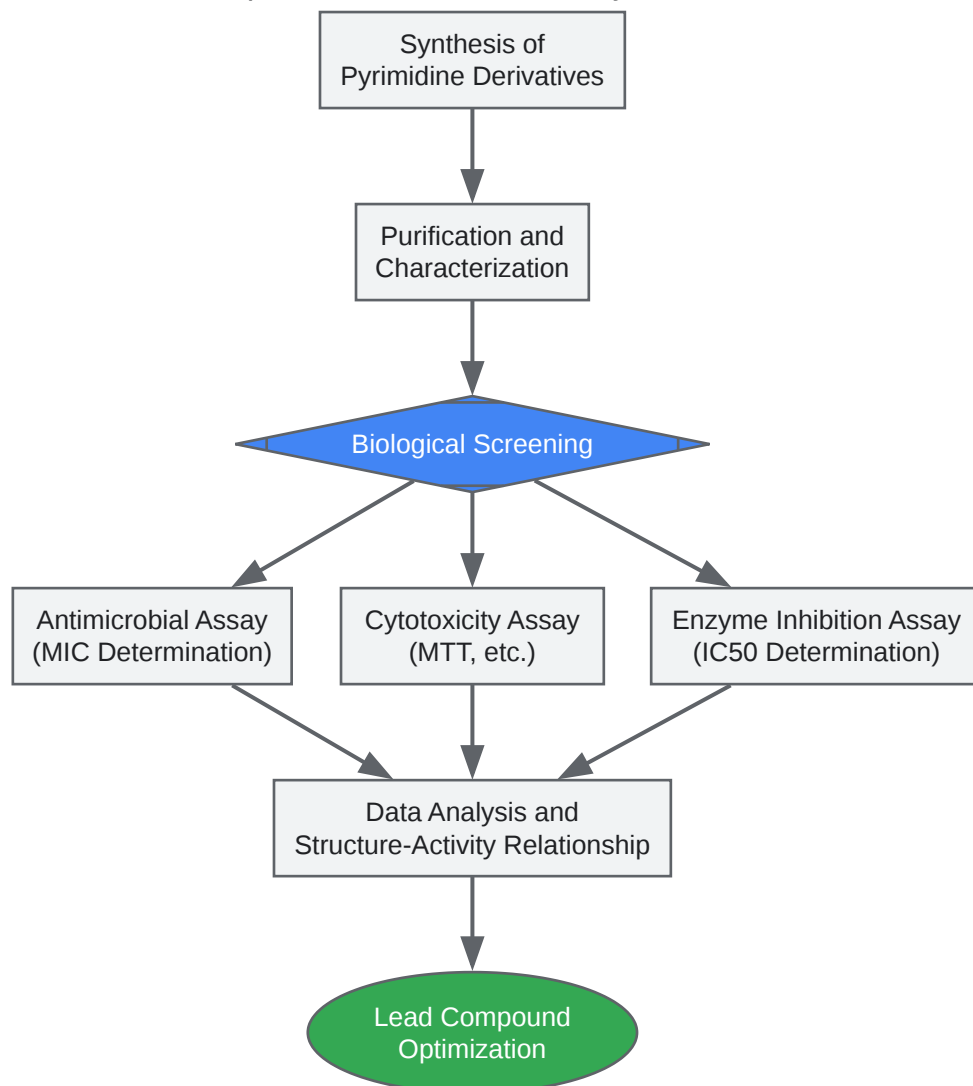 Synthesis of
Pyrimidine Derivatives
Purification and
Characterization
Biological Screening
Antimicrobial Assay
(MIC Determination)
Cytotoxicity Assay
(MTT, etc.)
Enzyme Inhibition Assay
(IC50 Determination)
Data Analysis and
Structure-Activity Relationship
Lead Compound
Optimization